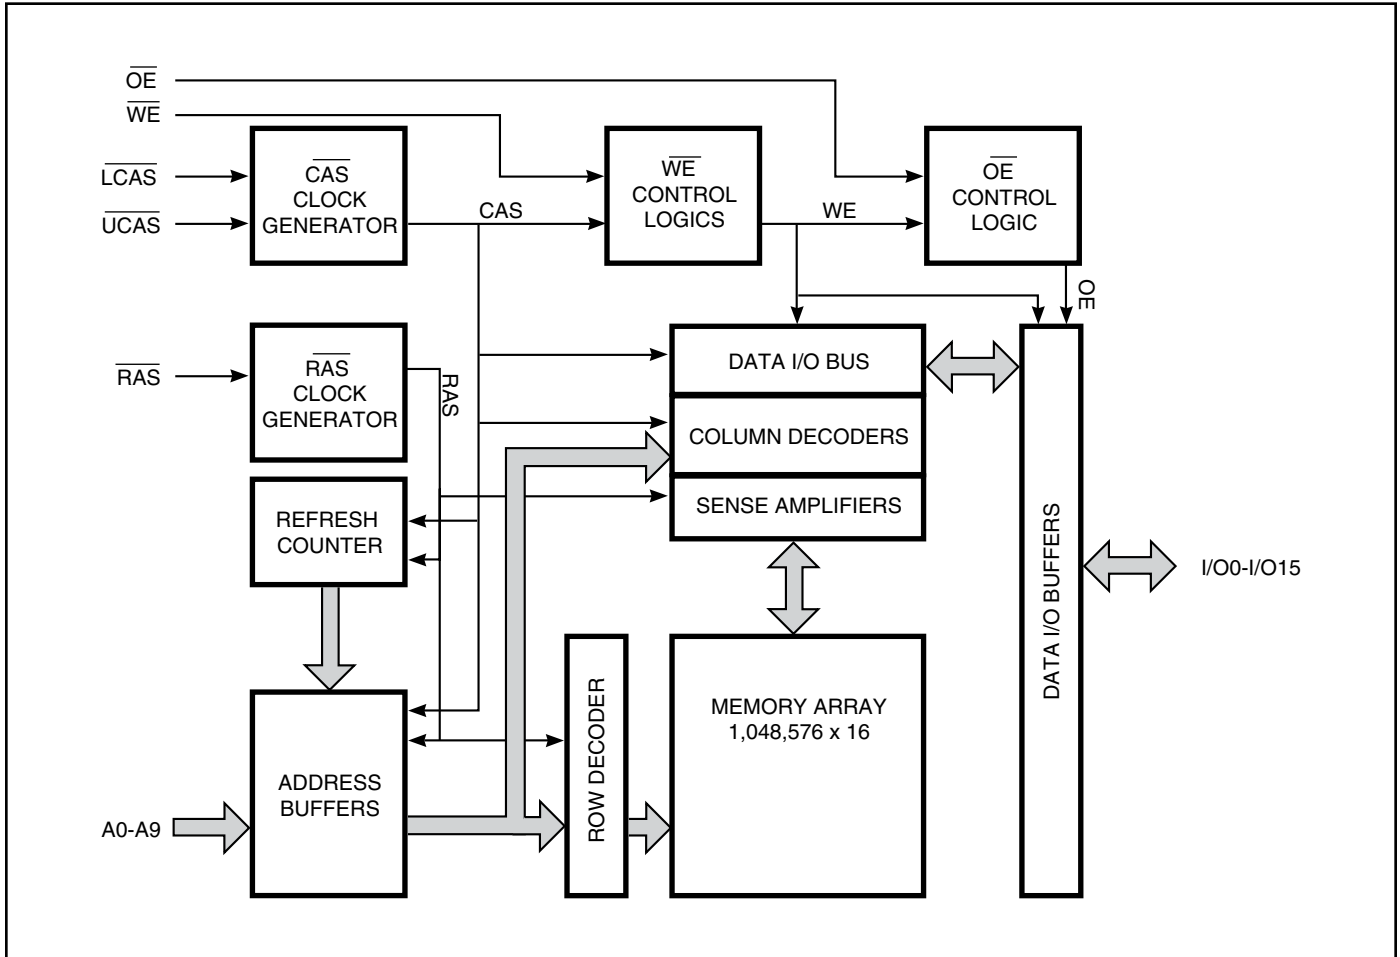 OE
WE
LCAS
UCAS
CAS
CLOCK
GENERATOR
CAS
WE
CONTROL
LOGICS
WE
OE
CONTROL
LOGIC
OE
RAS
RAS
CLOCK
GENERATOR
RAS
DATA I/O BUS
COLUMN DECODERS
SENSE AMPLIFIERS
REFRESH
COUNTER
DATA I/O BUFFERS
I/O0-I/O15
MEMORY ARRAY
1,048,576 x 16
ROW DECODER
ADDRESS
BUFFERS
A0-A9